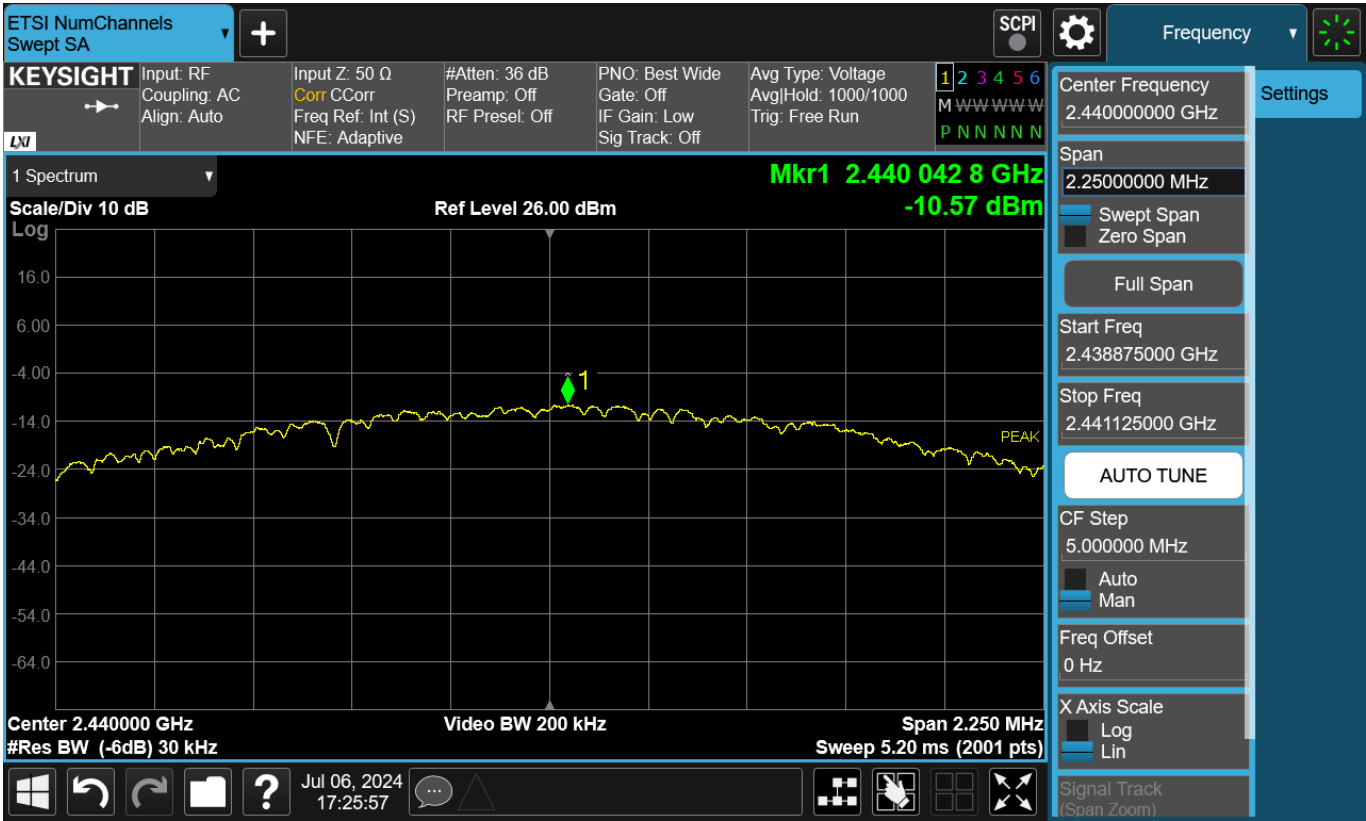 ETSI NumChannels
Swept SA
SCPI
Frequency
KEYSIGHT
LXI
Input: RF
Coupling: AC
Align: Auto
Input Z: 50 Ω
Corr CCorr
Freq Ref: Int (S)
NFE: Adaptive
#Atten: 36 dB
Preamp: Off
RF Presel: Off
PNO: Best Wide
Gate: Off
IF Gain: Low
Sig Track: Off
Avg Type: Voltage
Avg|Hold: 1000/1000
Trig: Free Run
1 2 3 4 5 6
M W W W W W
P N N N N N
1 Spectrum
Mkr1 2.440 042 8 GHz
-10.57 dBm
Scale/Div 10 dB
Ref Level 26.00 dBm
Log
16.0
6.00
-4.00
-14.0
-24.0
-34.0
-44.0
-54.0
-64.0
1
PEAK
Center 2.440000 GHz
Video BW 200 kHz
Span 2.250 MHz
#Res BW (-6dB) 30 kHz
Sweep 5.20 ms (2001 pts)
?
Jul 06, 2024
17:25:57
Center Frequency
2.440000000 GHz
Span
2.25000000 MHz
Swept Span
Zero Span
Full Span
Start Freq
2.438875000 GHz
Stop Freq
2.441125000 GHz
AUTO TUNE
CF Step
5.000000 MHz
Auto
Man
Freq Offset
0 Hz
X Axis Scale
Log
Lin
Signal Track
(Span Zoom)
Settings